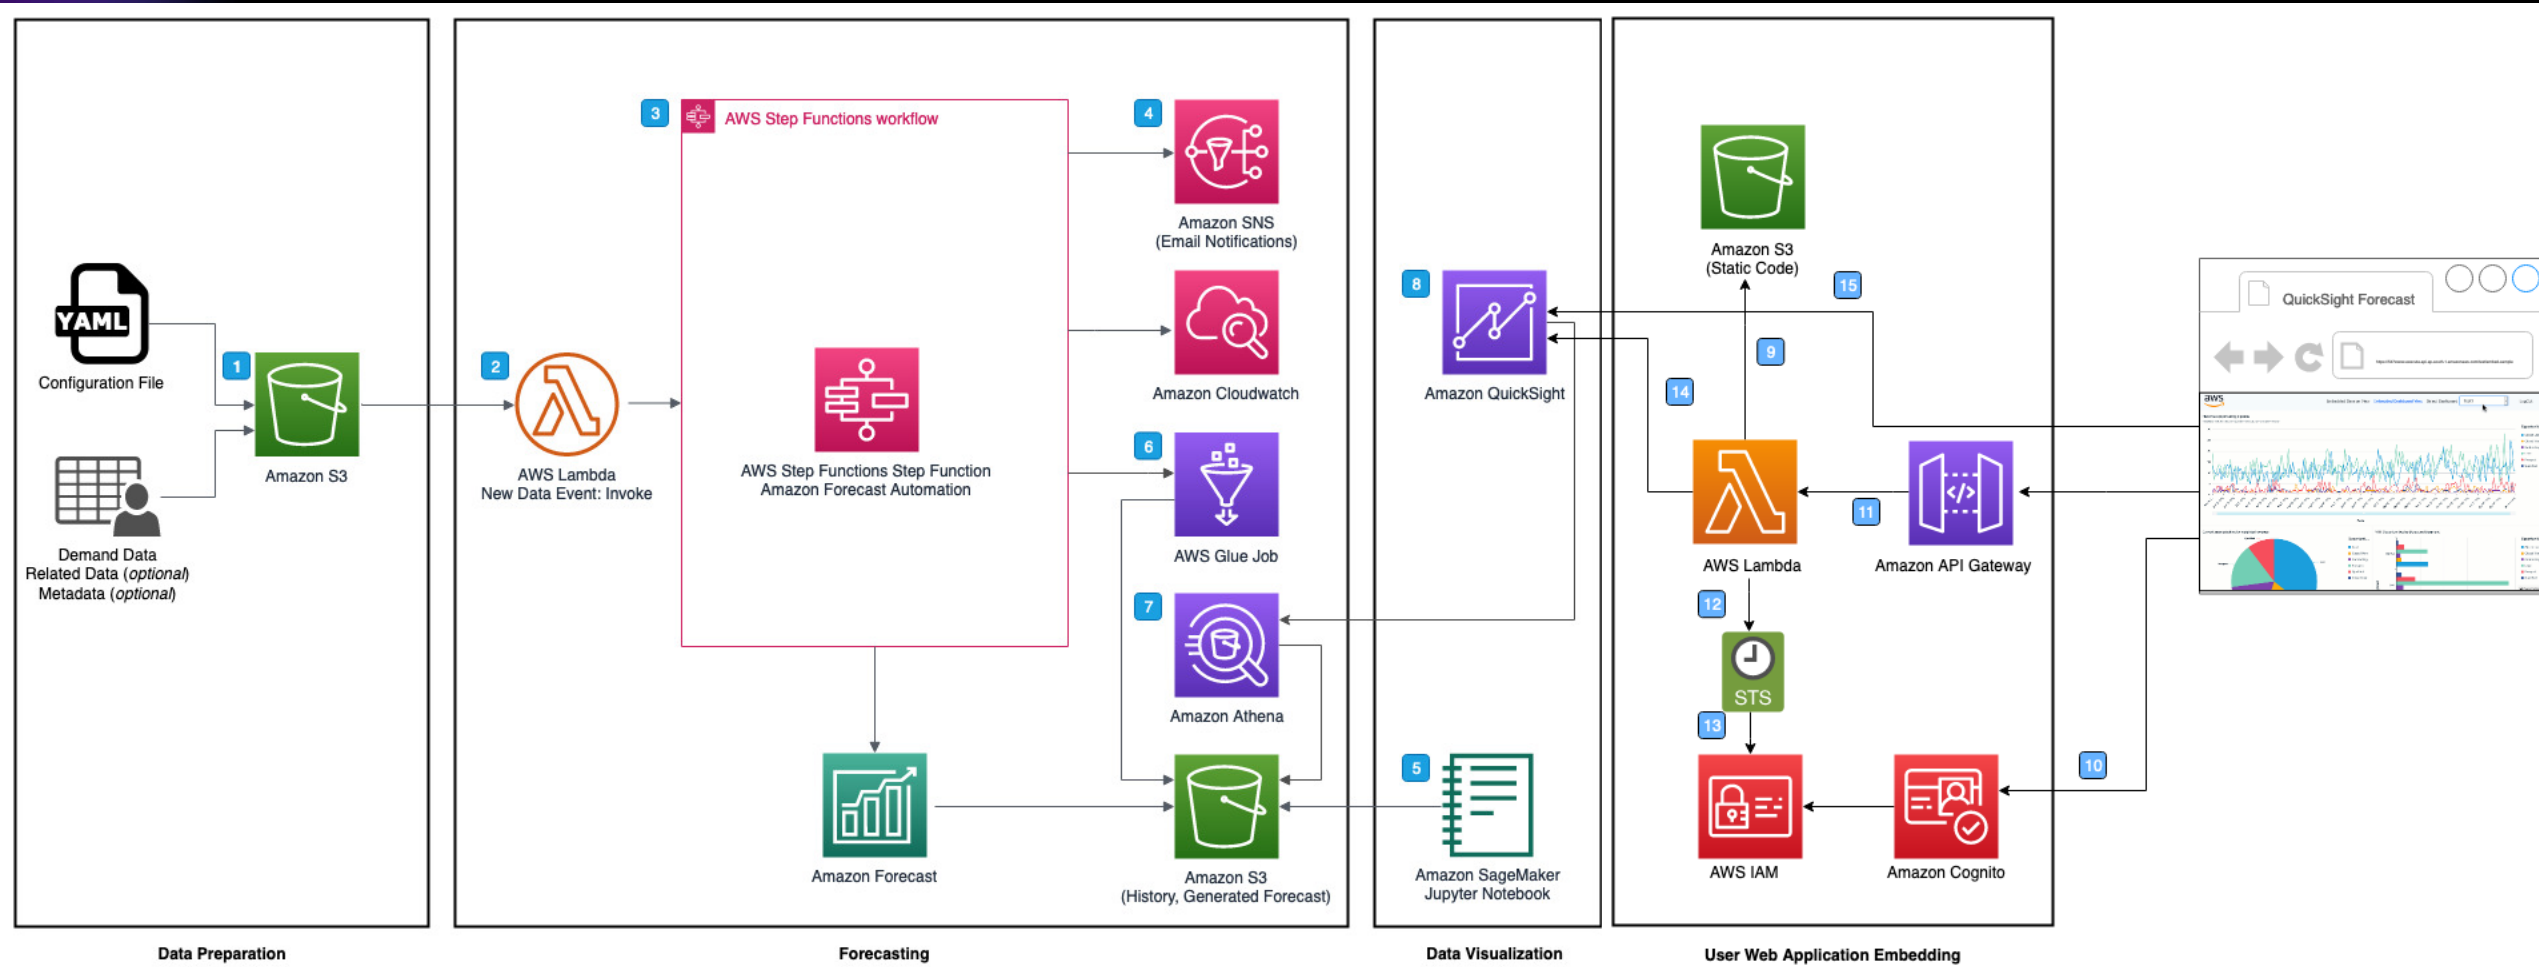 1
YAML
Configuration File
Amazon S3
Demand Data
Related Data (optional)
Metadata (optional)
Data Preparation
2
AWS Lambda
New Data Event: Invoke
3
AWS Step Functions workflow
AWS Step Functions Step Function
Amazon Forecast Automation
4
Amazon SNS
(Email Notifications)
Amazon Cloudwatch
6
AWS Glue Job
7
Amazon Athena
Amazon Forecast
Amazon S3
(History, Generated Forecast)
Forecasting
8
Amazon QuickSight
5
Amazon SageMaker
Jupyter Notebook
Data Visualization
Amazon S3
(Static Code)
15
9
14
11
AWS Lambda
Amazon API Gateway
12
STS
13
10
AWS IAM
Amazon Cognito
User Web Application Embedding
QuickSight Forecast
aws